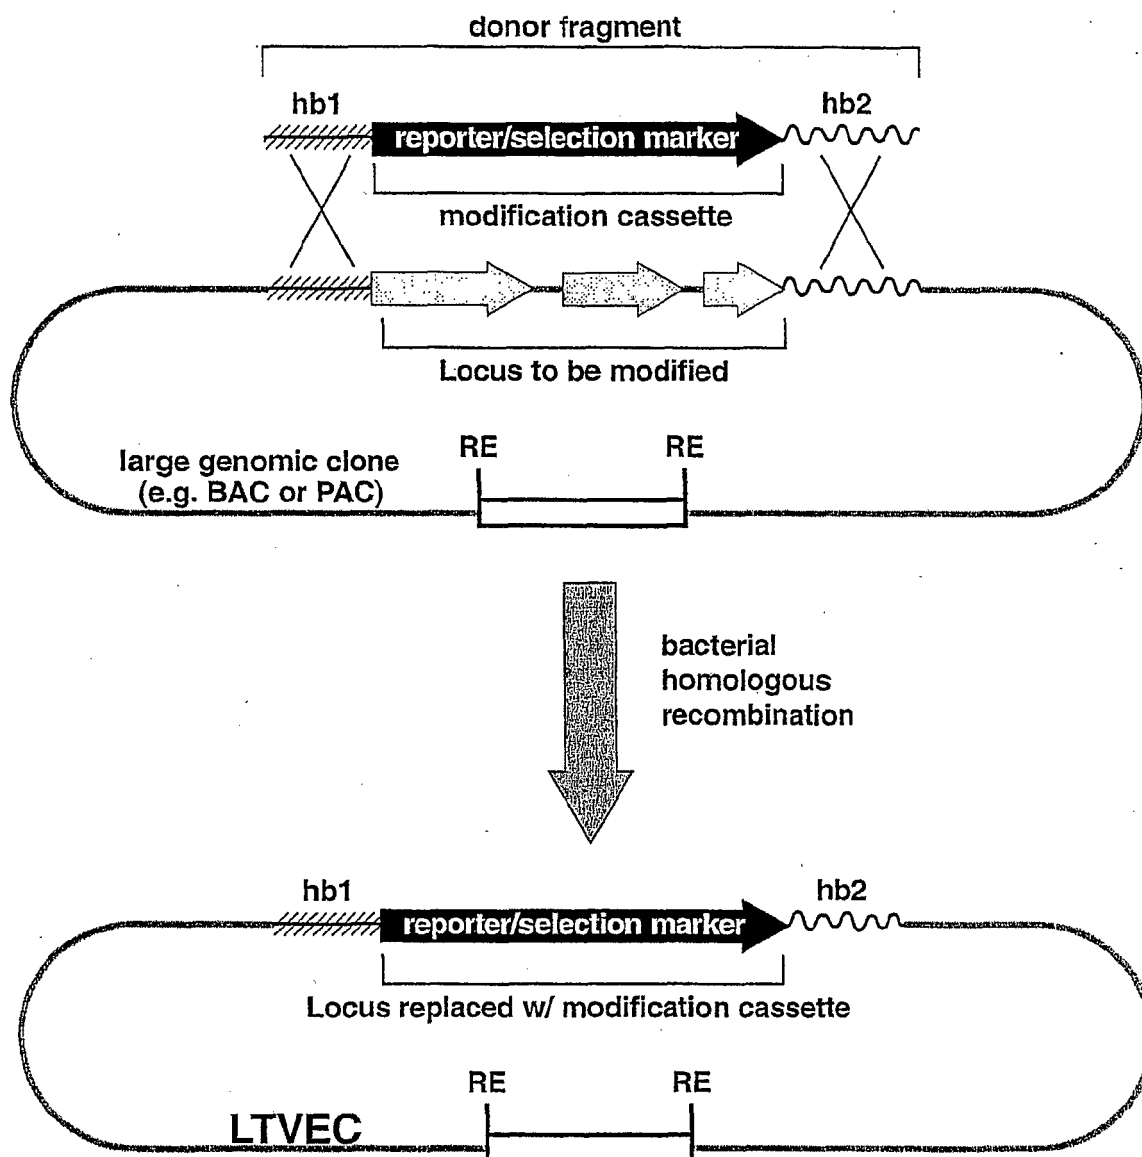 donor fragment
hb1
hb2
reporter/selection marker
modification cassette
Locus to be modified
RE
RE
large genomic clone
(e.g. BAC or PAC)
bacterial
homologous
recombination
hb1
hb2
reporter/selection marker
Locus replaced w/ modification cassette
RE
RE
LTVEC